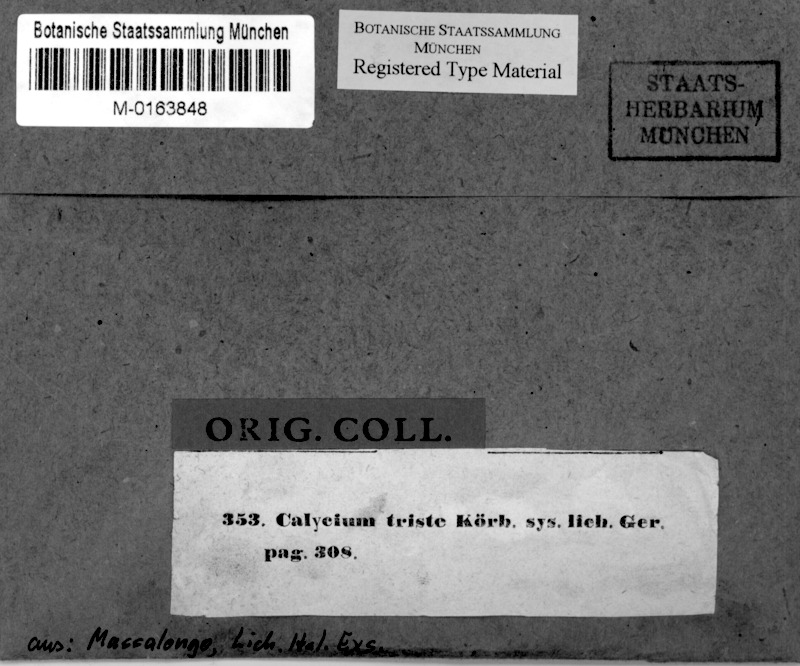 Botanische Staatssammlung München
M-0163848
BOTANISCHE STAATSSAMMLUNG
MÜNCHEN
Registered Type Material
STAATS-
HERBARIUM
MÜNCHEN
ORIG. COLL.
353. Calycium triste Körb. sys. lich. Ger.
pag. 308.
aus: Massalongo, Lich. Ital. Exs.